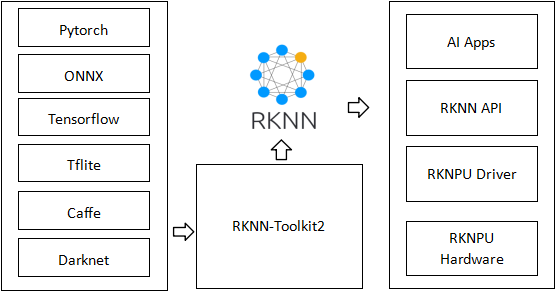 Pytorch
ONNX
Tensorflow
Tflite
Caffe
Darknet
RKNN
RKNN-Toolkit2
AI Apps
RKNN API
RKNPU Driver
RKNPU
Hardware